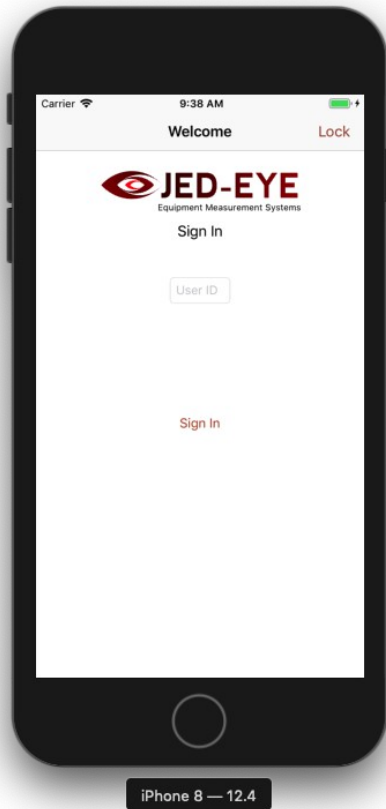 Carrier 9:38 AM
Welcome Lock
JED-EYE
Equipment Measurement Systems
Sign In
User ID
Sign In
iPhone 8 — 12.4